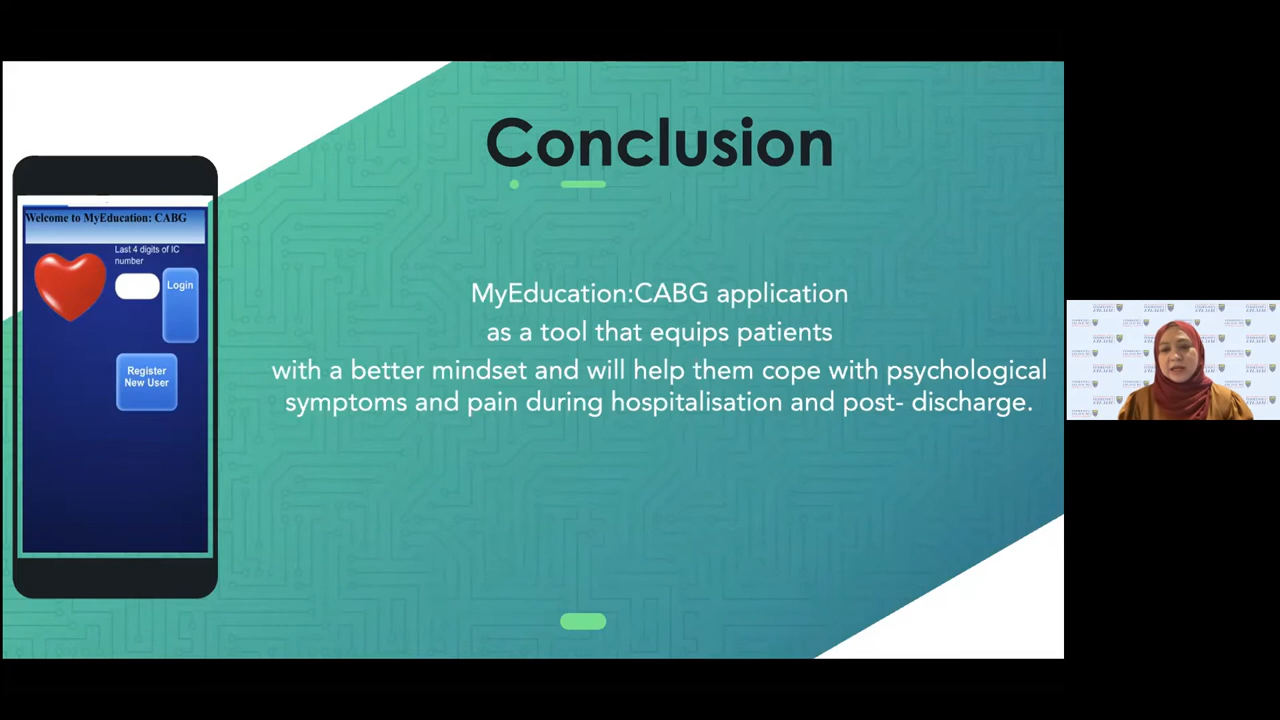 Conclusion
Welcome to MyEducation: CABG
Last 4 digits of IC
number
Login
Register
New User
MyEducation:CABG application
as a tool that equips patients
with a better mindset and will help them cope with psychological
symptoms and pain during hospitalisation and post- discharge.